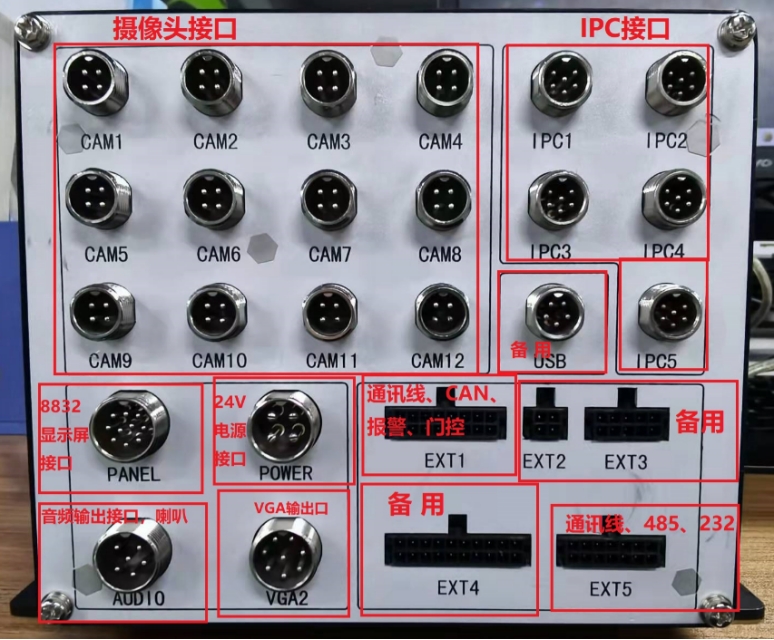 摄像头接口
IPC接口
CAM1
CAM2
CAM3
CAM4
IPC1
IPC2
CAM5
CAM6
CAM7
CAM8
IPC3
IPC4
CAM9
CAM10
CAM11
CAM12
备用
USB
IPC5
8832
显示屏
接口
PANEL
24V
电源
接口
POWER
通讯线、CAN、
报警、门控
EXT1
EXT2
EXT3
备用
音频输出接口、喇叭
AUDIO
VGA输出口
VGA2
备用
EXT4
通讯线、485、232
EXT5